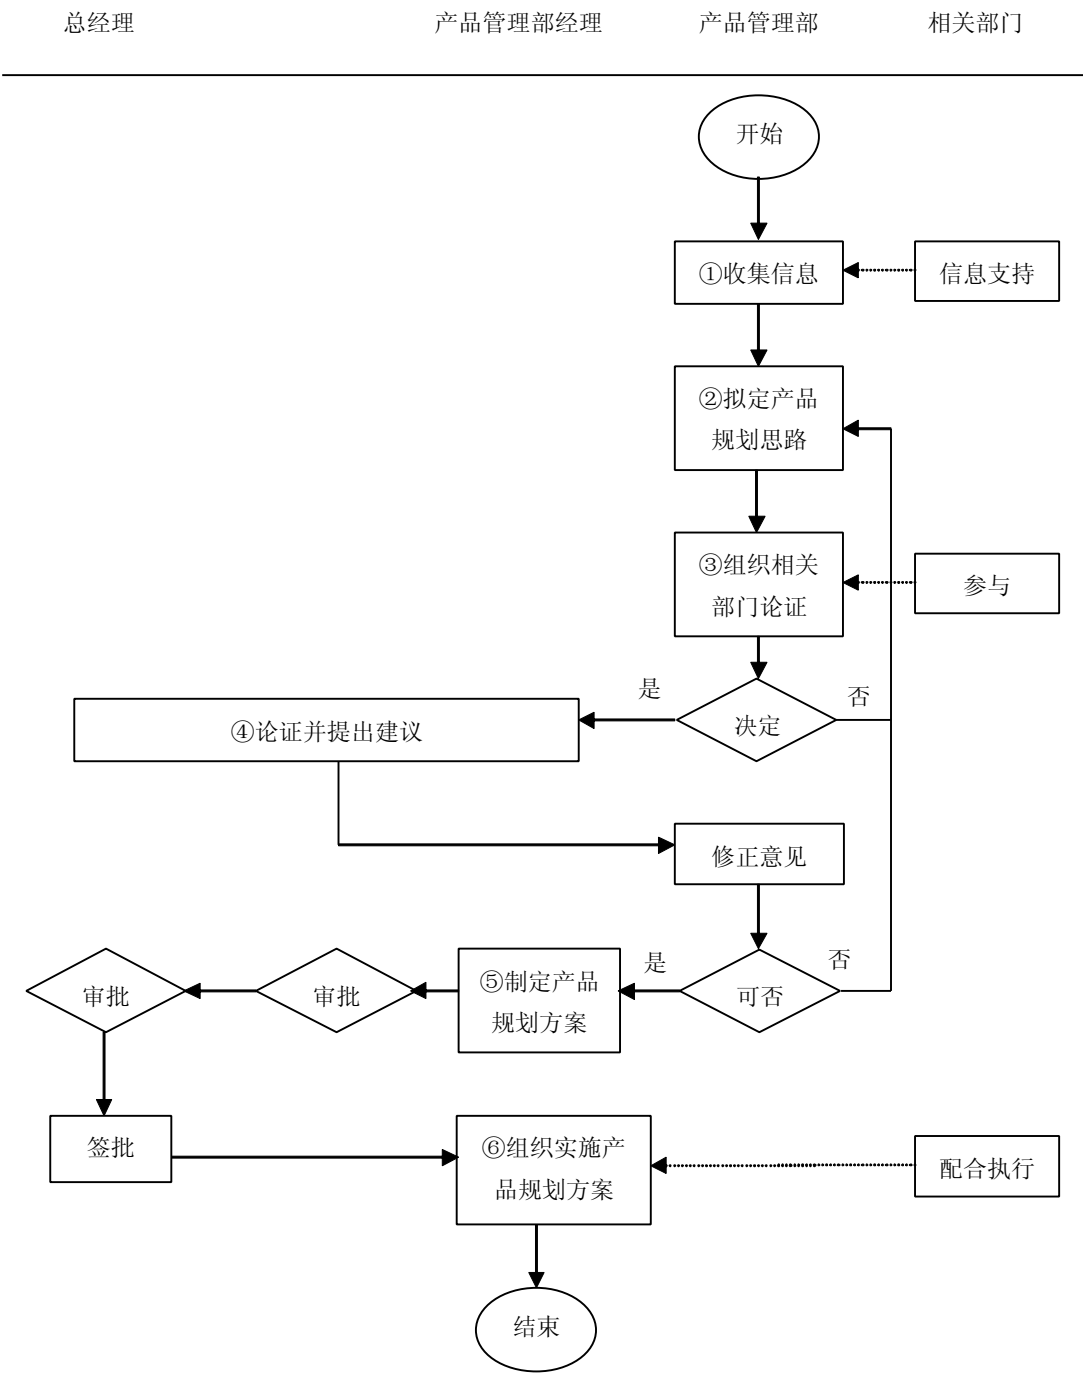 总经理
产品管理部经理
产品管理部
相关部门
开始
①收集信息
信息支持
②拟定产品
规划思路
③组织相关
部门论证
参与
是
否
④论证并提出建议
决定
修正意见
是
否
审批
审批
⑤制定产品
规划方案
可否
签批
⑥组织实施产
品规划方案
配合执行
结束